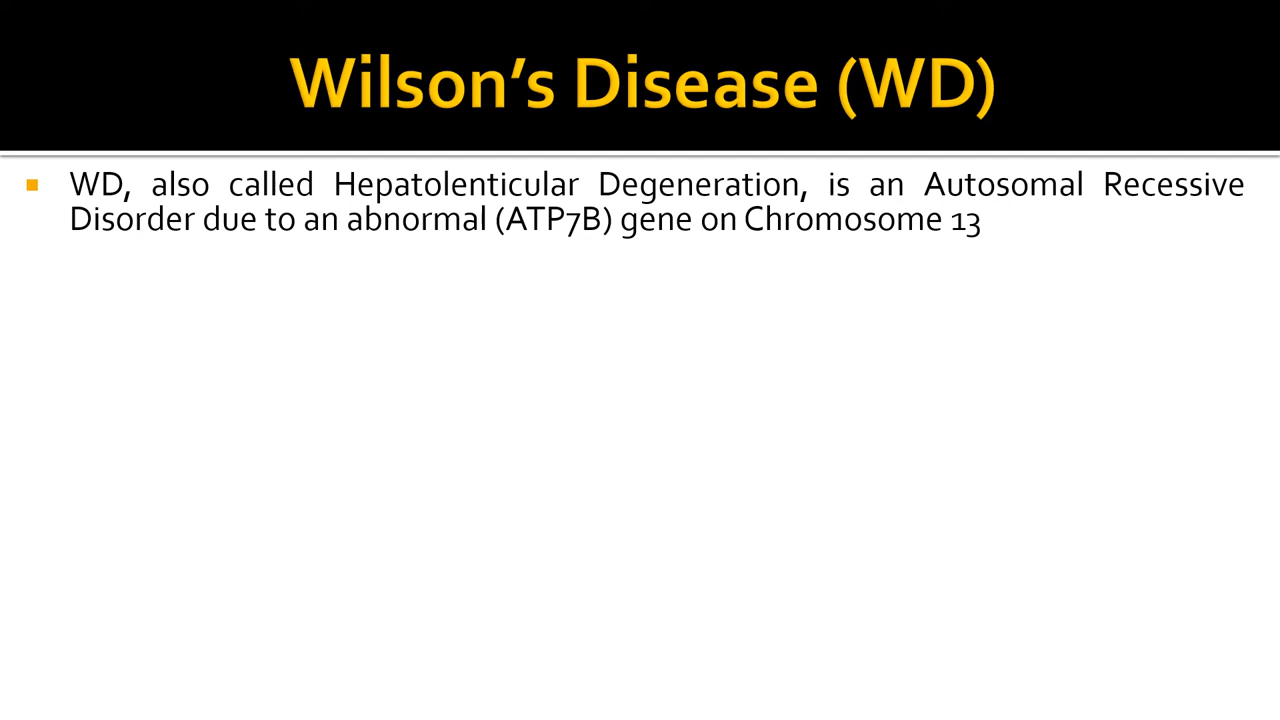 Wilson’s Disease (WD)
WD, also called Hepatolenticular Degeneration, is an Autosomal Recessive
Disorder due to an abnormal (ATP7B) gene on Chromosome 13